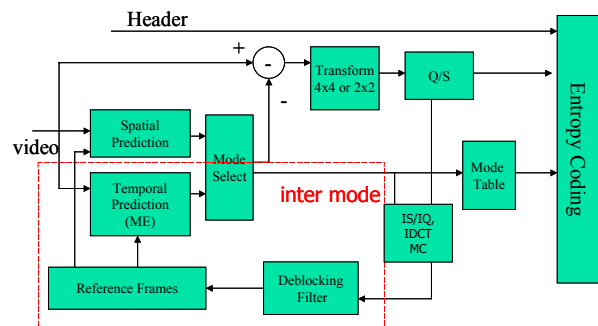 Header
+
-
Transform
4x4 or 2x2
Q/S
-
Entropy Coding
video
Spatial
Prediction
Mode
Select
Mode
Table
inter mode
Temporal
Prediction
(ME)
IS/IQ,
IDCT
MC
Reference Frames
Deblocking
Filter